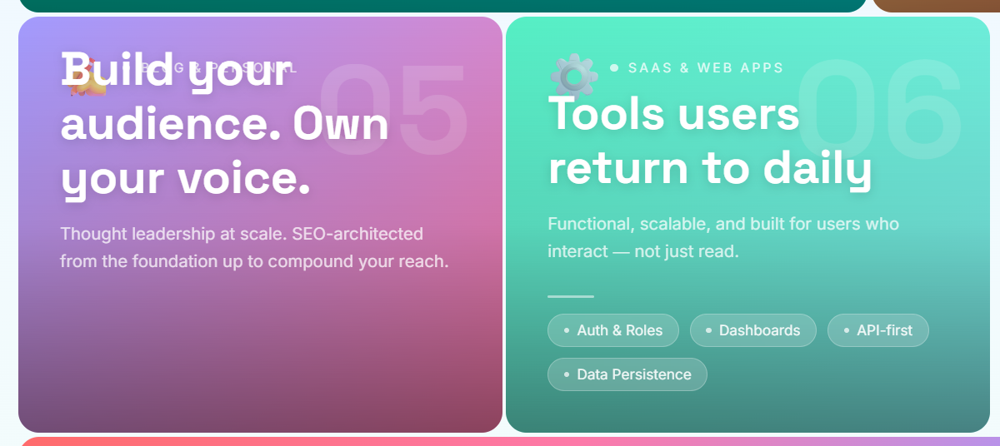 BLOG & PERSONAL
05
Build your
audience. Own
your voice.
Thought leadership at scale. SEO-architected
from the foundation up to compound your reach.
SAAS & WEB APPS
06
Tools users
return to daily
Functional, scalable, and built for users who
interact — not just read.
Auth & Roles
Dashboards
API-first
Data Persistence